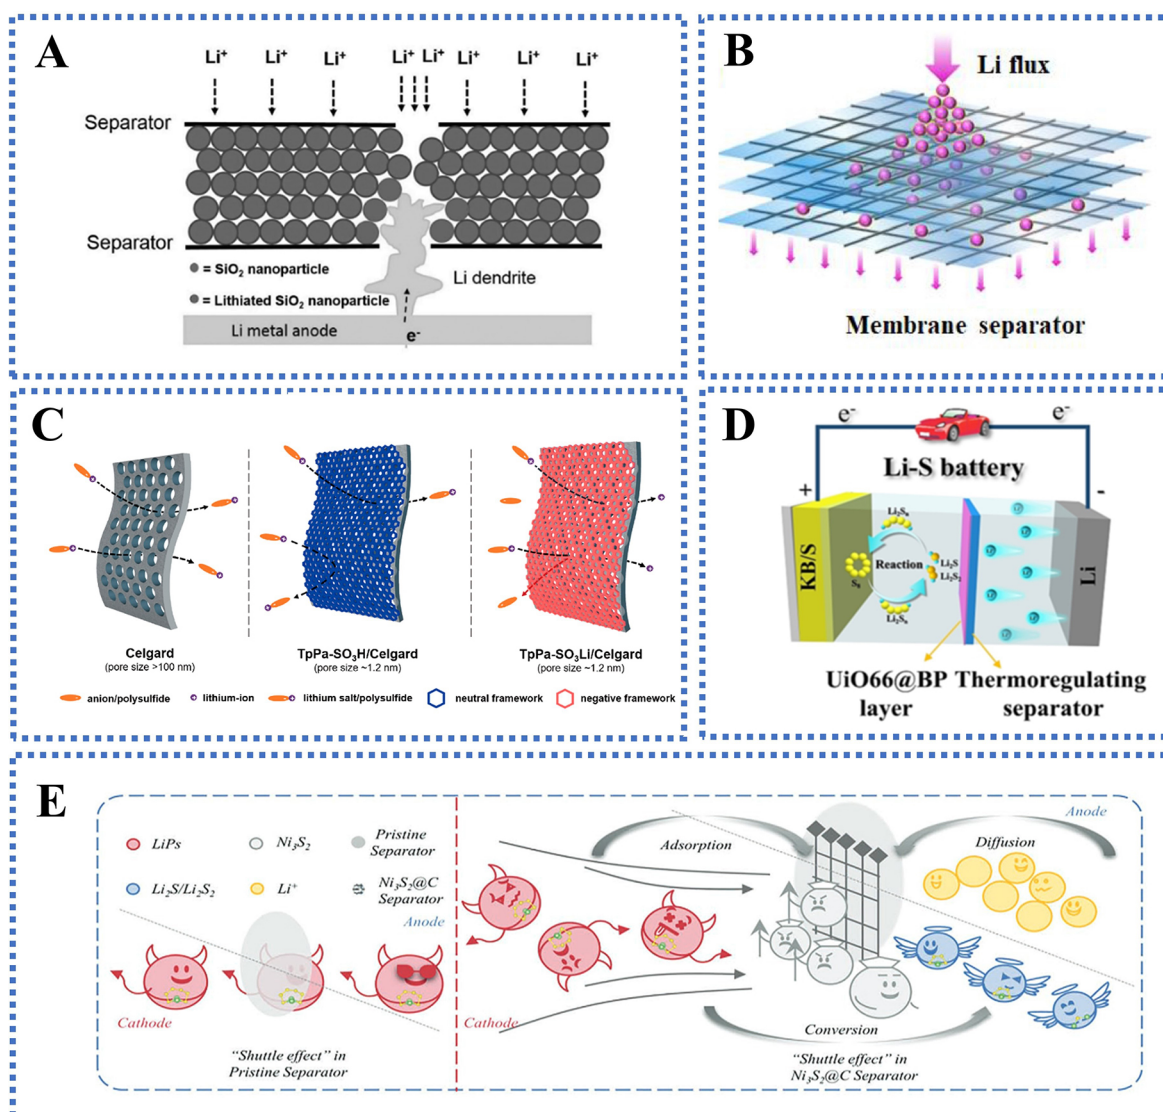 A
Li⁺ Li⁺ Li⁺ Li⁺ Li⁺ Li⁺ Li⁺ Li⁺
Separator
Separator
= SiO₂ nanoparticle
= Lithiated SiO₂ nanoparticle
Li dendrite
Li metal anode
e⁻
B
Li flux
Membrane separator
C
Celgard
(pore size >100 nm)
TpPa-SO₃H/Celgard
(pore size ~1.2 nm)
TpPa-SO₃Li/Celgard
(pore size ~1.2 nm)
anion/polysulfide
lithium-ion
lithium salt/polysulfide
neutral framework
negative framework
D
e⁻
e⁻
Li-S battery
+
-
KB/S
Li₂Sₙ
S₈
Reaction
Li₂S
Li₂S₂
Li₂Sₙ
Li
UiO66@BP
layer
Thermoregulating
separator
E
LiPs
Ni₃S₂
Pristine
Separator
Li₂S/Li₂S₂
Li⁺
Ni₃S₂@C
Separator
Anode
Cathode
"Shuttle effect" in
Pristine Separator
Anode
Adsorption
Diffusion
Cathode
Conversion
"Shuttle effect" in
Ni₃S₂@C Separator